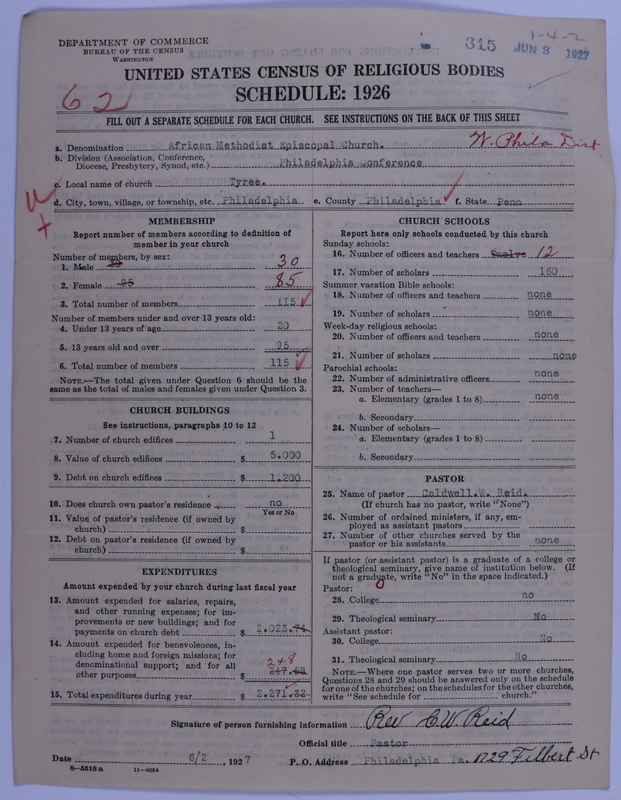 DEPARTMENT OF COMMERCE
BUREAU OF THE CENSUS
WASHINGTON
315 JUN 3 1927
1-4-2
UNITED STATES CENSUS OF RELIGIOUS BODIES
SCHEDULE: 1926
62
FILL OUT A SEPARATE SCHEDULE FOR EACH CHURCH. SEE INSTRUCTIONS ON THE BACK OF THIS SHEET
a. Denomination African Methodist Episcopal Church. W. Phila Dist
b. Division (Association, Conference, Diocese, Presbytery, Synod, etc.) Philadelphia Conference
c. Local name of church Tyree.
d. City, town, village, or township, etc. Philadelphia e. County Philadelphia f. State Penn
MEMBERSHIP
Report number of members according to definition of
member in your church
Number of members, by sex:
1. Male 30
2. Female 35 85
3. Total number of members 115
Number of members under and over 13 years old:
4. Under 13 years of age 20
5. 13 years old and over 95
6. Total number of members 115
NOTE.—The total given under Question 6 should be the
same as the total of males and females given under Question 3.
CHURCH BUILDINGS
See instructions, paragraphs 10 to 12
7. Number of church edifices 1
8. Value of church edifices $ 5.000
9. Debt on church edifices $ 1.200
10. Does church own pastor's residence no
Yes or No
11. Value of pastor's residence (if owned by
church) $
12. Debt on pastor's residence (if owned by
church) $
EXPENDITURES
Amount expended by your church during last fiscal year
13. Amount expended for salaries, repairs,
and other running expenses; for im-
provements or new buildings; and for
payments on church debt $ 2.023.74
14. Amount expended for benevolences, in-
cluding home and foreign missions; for
denominational support; and for all 248
other purposes $ 247.58
15. Total expenditures during year $ 2.271.32
CHURCH SCHOOLS
Report here only schools conducted by this church
Sunday schools:
16. Number of officers and teachers Twelve 12
17. Number of scholars 160
Summer vacation Bible schools:
18. Number of officers and teachers none
19. Number of scholars none
Week-day religious schools:
20. Number of officers and teachers none
21. Number of scholars none
Parochial schools:
22. Number of administrative officers none
23. Number of teachers—
a. Elementary (grades 1 to 8) none
b. Secondary
24. Number of scholars—
a. Elementary (grades 1 to 8)
b. Secondary
PASTOR
25. Name of pastor Caldwell.W. Reid.
(If church has no pastor, write "None")
26. Number of ordained ministers, if any, em-
ployed as assistant pastors
27. Number of other churches served by the
pastor or his assistants none
If pastor (or assistant pastor) is a graduate of a college or
theological seminary, give name of institution below. (If
not a graduate, write "No" in the space indicated.)
Pastor:
28. College no
29. Theological seminary No
Assistant pastor:
30. College No
31. Theological seminary No
NOTE.—Where one pastor serves two or more churches,
Questions 28 and 29 should be answered only on the schedule
for one of the churches; on the schedules for the other churches,
write "See schedule for church."
Signature of person furnishing information Rev C.W. Reid
Official title Pastor
Date 6/2, 1927 P. O. Address Philadelphia Pa. 1729 Filbert St
8—5518 a 11—9054